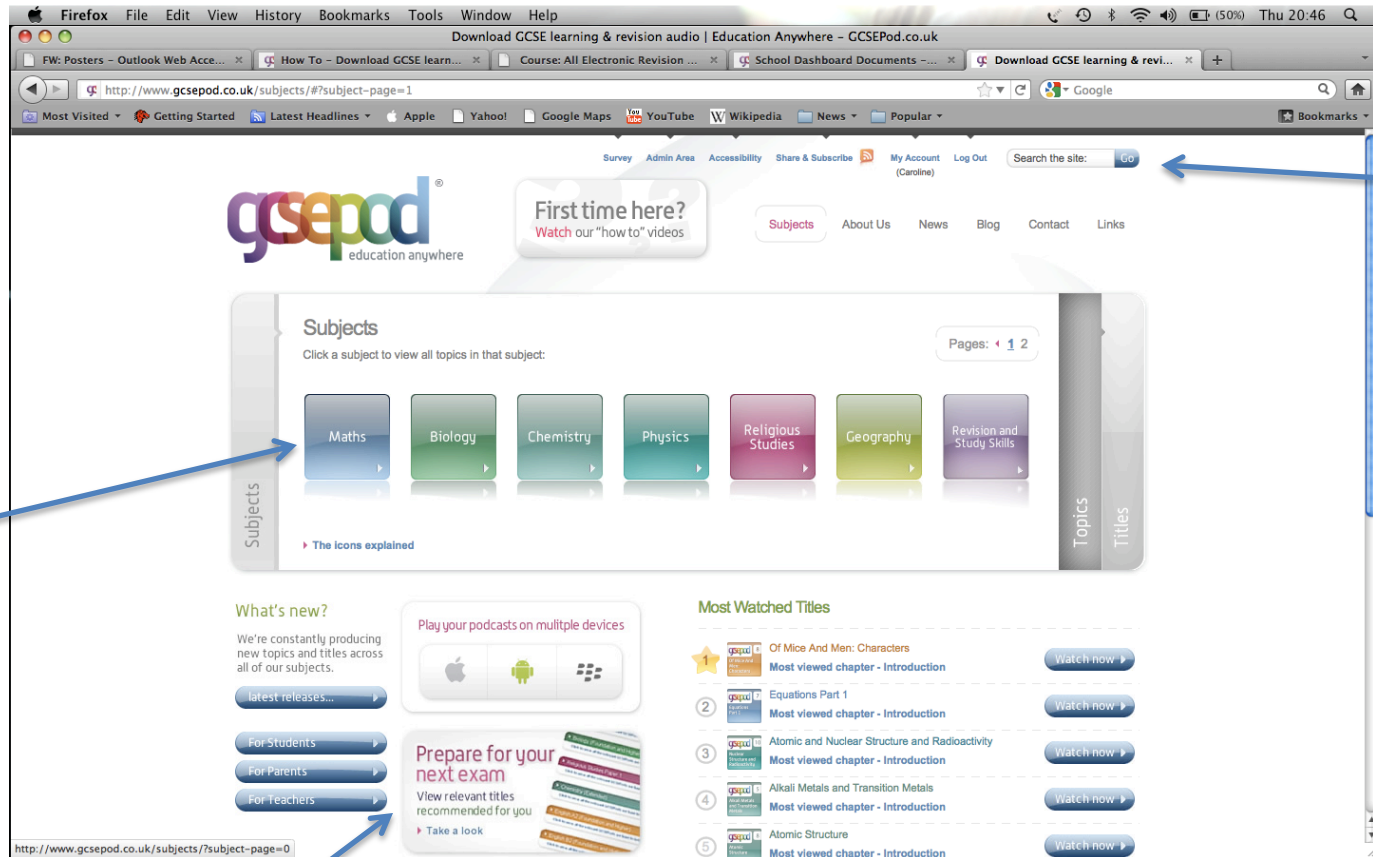 Firefox File Edit View History Bookmarks Tools Window Help (50%) Thu 20:46
Download GCSE learning & revision audio | Education Anywhere – GCSEPod.co.uk
FW: Posters – Outlook Web Acce... How To – Download GCSE learn... Course: All Electronic Revision ... School Dashboard Documents –... Download GCSE learning & revi...
http://www.gcsepod.co.uk/subjects/#?subject-page=1 Google
Most Visited Getting Started Latest Headlines Apple Yahoo! Google Maps YouTube Wikipedia News Popular Bookmarks
Survey Admin Area Accessibility Share & Subscribe My Account Log Out Search the site: Go
(Caroline)
gcsepod®
education anywhere
First time here?
Watch our "how to" videos
Subjects About Us News Blog Contact Links
Subjects
Click a subject to view all topics in that subject:
Pages: 1 2
Maths
Biology
Chemistry
Physics
Religious
Studies
Geography
Revision and
Study Skills
Subjects
Topics
Titles
The icons explained
What's new?
We're constantly producing
new topics and titles across
all of our subjects.
latest releases...
For Students
For Parents
For Teachers
Play your podcasts on mulitple devices
Prepare for your
next exam
View relevant titles
recommended for you
Take a look
Most Watched Titles
1 Of Mice And Men: Characters
Most viewed chapter - Introduction
Watch now
2 Equations Part 1
Most viewed chapter - Introduction
Watch now
3 Atomic and Nuclear Structure and Radioactivity
Most viewed chapter - Introduction
Watch now
4 Alkali Metals and Transition Metals
Most viewed chapter - Introduction
Watch now
5 Atomic Structure
Most viewed chapter - Introduction
Watch now
http://www.gcsepod.co.uk/subjects/?subject-page=0